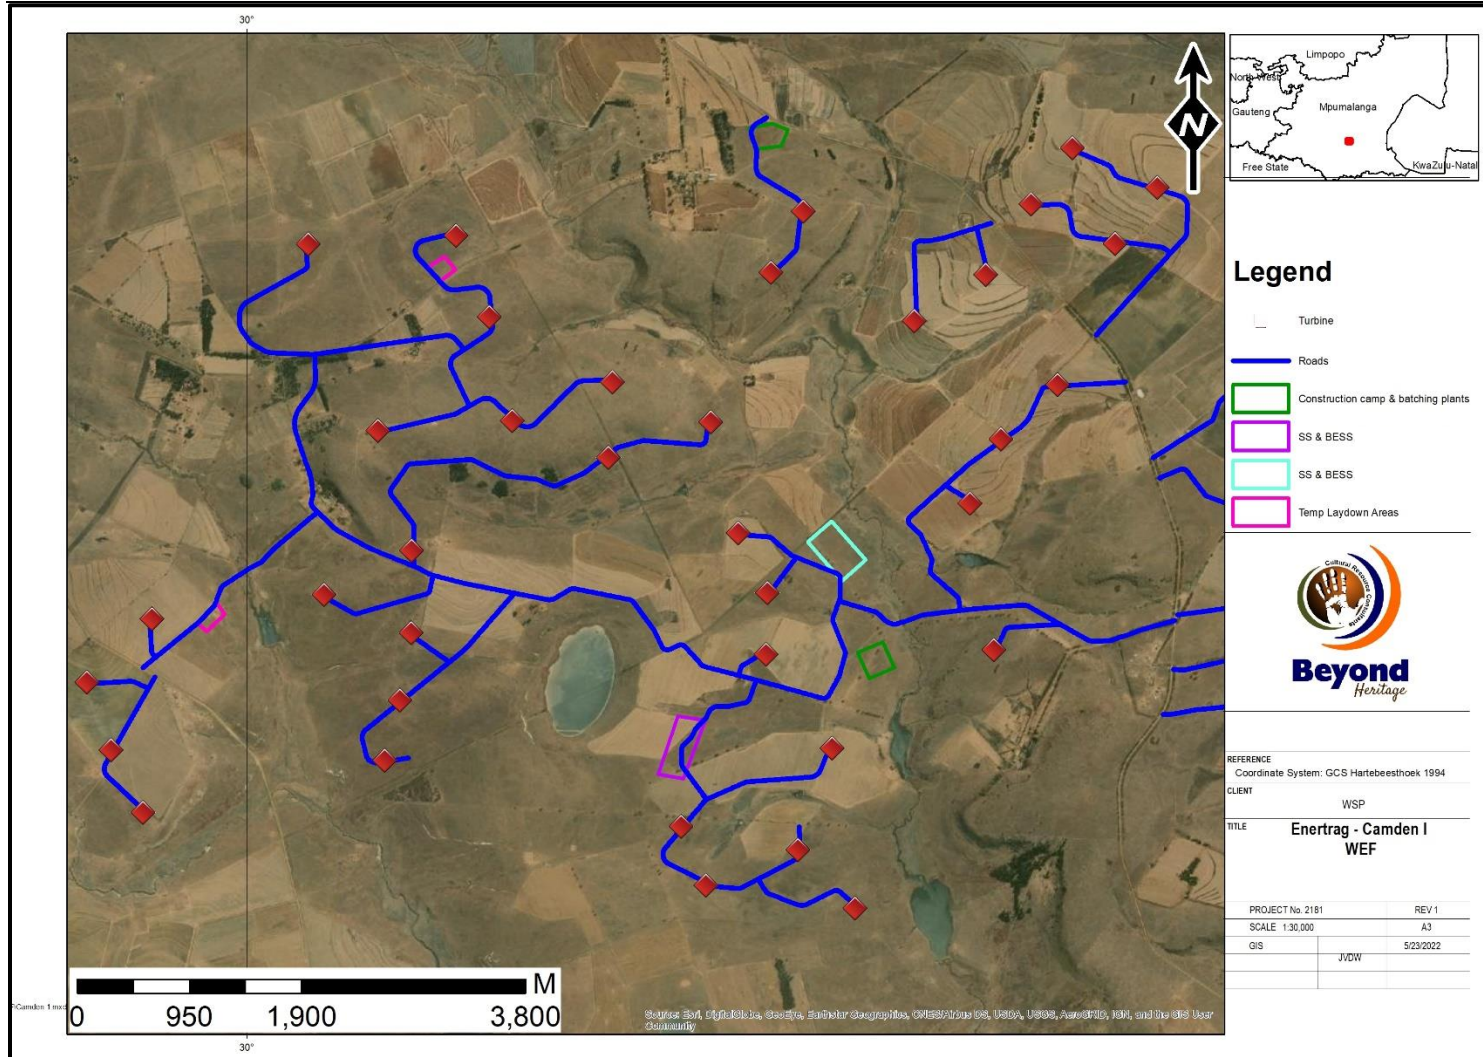 30°
N
Limpopo
North West
Gauteng
Mpumalanga
Free State
KwaZulu-Natal
Legend
Turbine
Roads
Construction camp & batching plants
SS & BESS
SS & BESS
Temp Laydown Areas
Cultural Resource Consultants
Beyond
Heritage
REFERENCE
Coordinate System: GCS Hartebeesthoek 1994
CLIENT
WSP
TITLE Enertrag - Camden I
WEF
PROJECT No. 2181 REV 1
SCALE 1:30,000 A3
GIS 5/23/2022
JVDW
M
0 950 1,900 3,800
Source: Esri, DigitalGlobe, GeoEye, Earthstar Geographics, CNES/Airbus DS, USDA, USGS, AeroGRID, IGN, and the GIS User
Community
30°